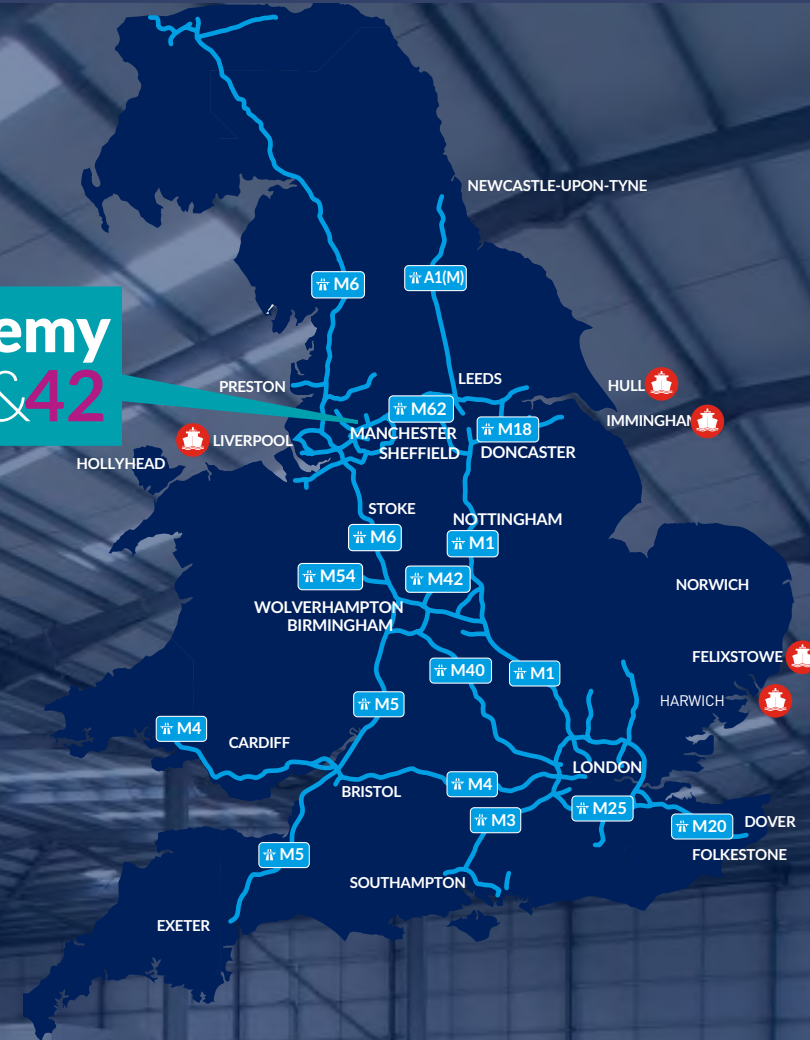 NEWCASTLE-UPON-TYNE
M6
A1(M)
emy
&42
PRESTON
LEEDS
HULL
M62
IMMINGHAM
M18
MANCHESTER
LIVERPOOL
SHEFFIELD
DONCASTER
HOLLYHEAD
STOKE
NOTTINGHAM
M6
M1
M54
M42
NORWICH
WOLVERHAMPTON
BIRMINGHAM
FELIXSTOWE
M40
M1
HARWICH
M5
M4
CARDIFF
LONDON
M4
BRISTOL
M25
M3
M20
DOVER
M5
FOLKESTONE
SOUTHAMPTON
EXETER